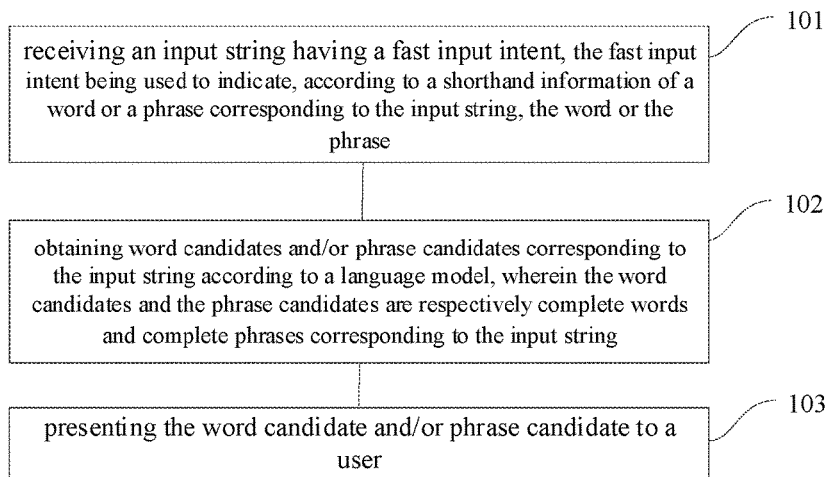 101
receiving an input string having a fast input intent, the fast input
intent being used to indicate, according to a shorthand information of a
word or a phrase corresponding to the input string, the word or the
phrase
102
obtaining word candidates and/or phrase candidates corresponding to
the input string according to a language model, wherein the word
candidates and the phrase candidates are respectively complete words
and complete phrases corresponding to the input string
103
presenting the word candidate and/or phrase candidate to a
user